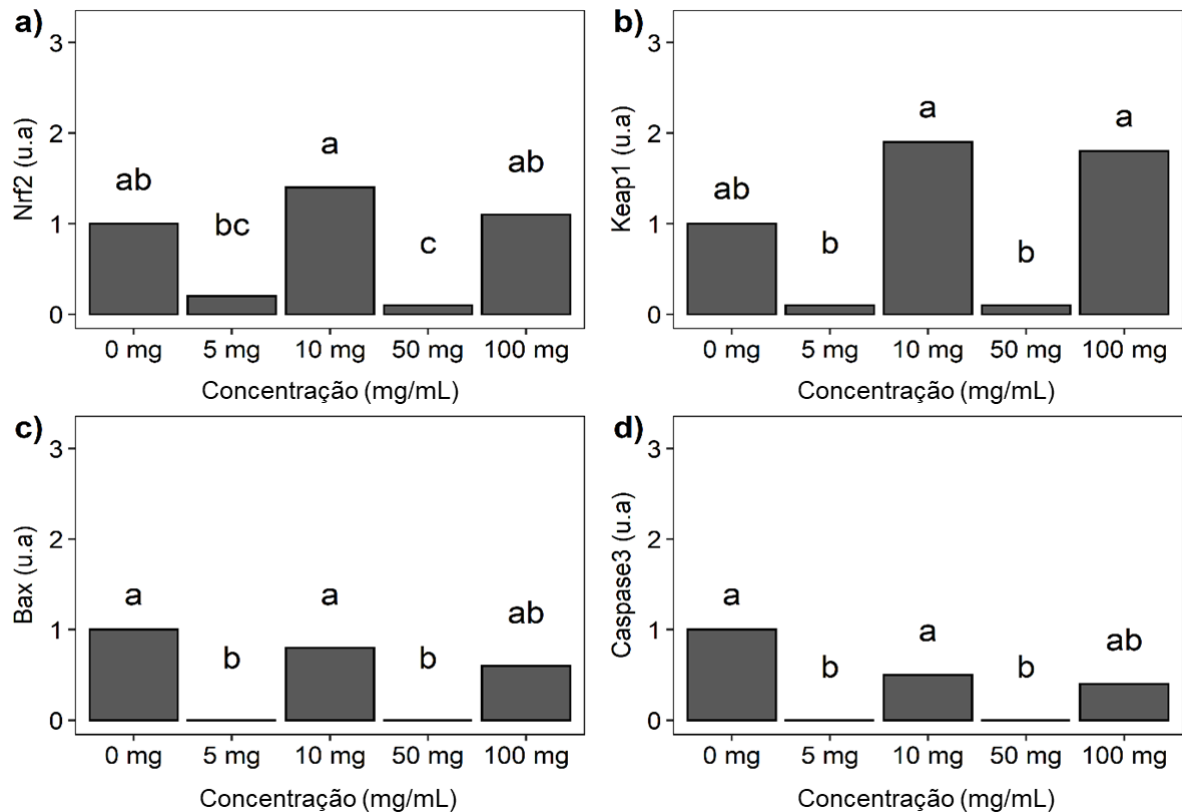 a)
Nrf2 (u.a)
3
2
1
0
ab
bc
a
c
ab
0 mg
5 mg
10 mg
50 mg
100 mg
Concentração (mg/mL)
b)
Keap1 (u.a)
3
2
1
0
ab
b
a
b
a
0 mg
5 mg
10 mg
50 mg
100 mg
Concentração (mg/mL)
c)
Bax (u.a)
3
2
1
0
a
b
a
b
ab
0 mg
5 mg
10 mg
50 mg
100 mg
Concentração (mg/mL)
d)
Caspase3 (u.a)
3
2
1
0
a
b
a
b
ab
0 mg
5 mg
10 mg
50 mg
100 mg
Concentração (mg/mL)